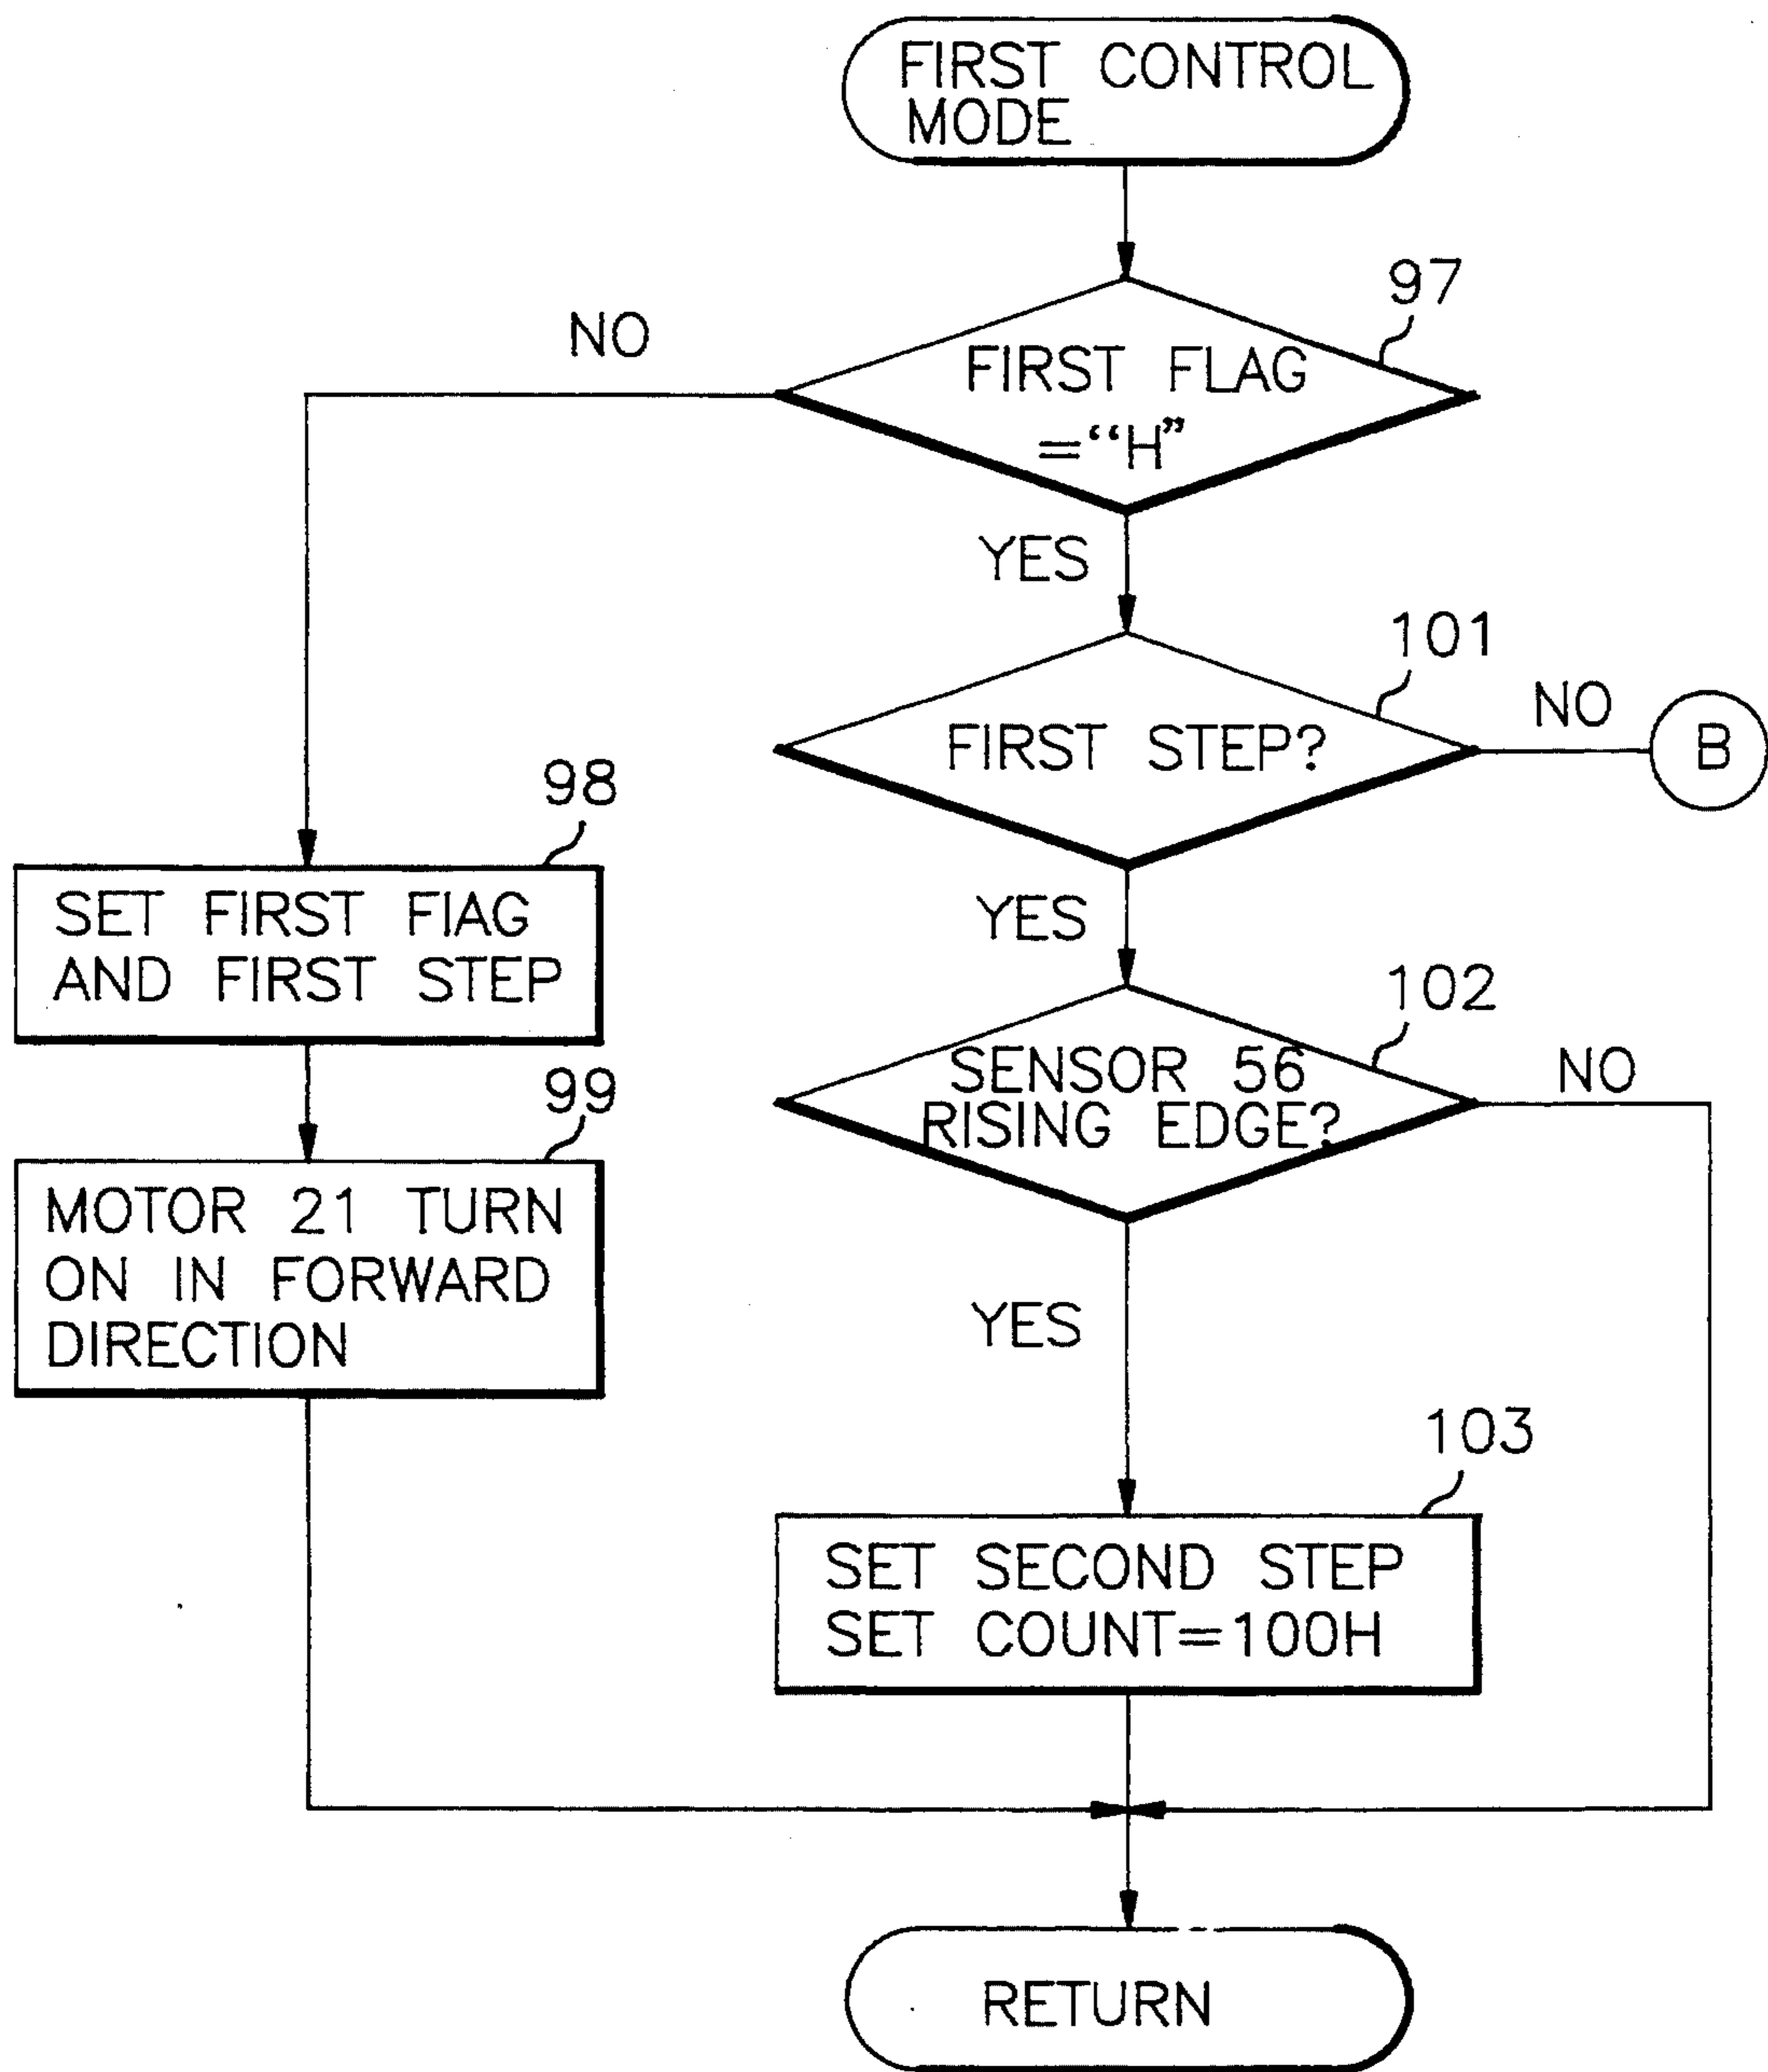 FIRST CONTROL
MODE
97
NO
FIRST FLAG
="H"
YES
101
NO
FIRST STEP?
B
98
YES
SET FIRST FIAG
AND FIRST STEP
102
SENSOR 56
NO
RISING EDGE?
99
MOTOR 21 TURN
ON IN FORWARD
DIRECTION
YES
103
SET SECOND STEP
SET COUNT=100H
RETURN